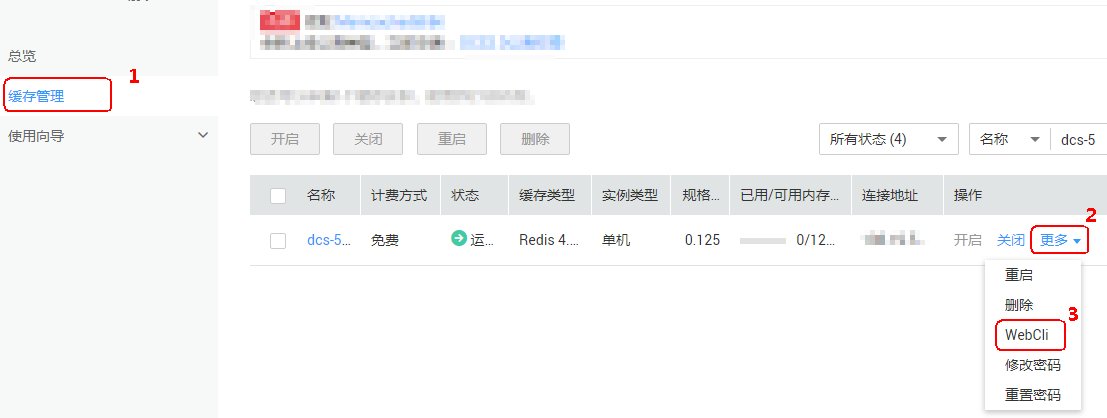 总览
1
缓存管理
使用向导
开启 关闭 重启 删除 所有状态 (4) 名称 dcs-5
名称 计费方式 状态 缓存类型 实例类型 规格... 已用/可用内存... 连接地址 操作
2
dcs-5... 免费 运... Redis 4.... 单机 0.125 0/12... 开启 关闭 更多
重启
删除
3
WebCli
修改密码
重置密码